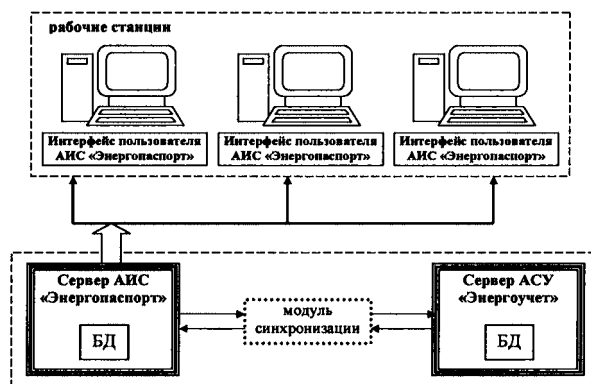 рабочие станции
Интерфейс пользователя
АИС «Энергопаспорт»
Интерфейс пользователя
АИС «Энергопаспорт»
Интерфейс пользователя
АИС «Энергопаспорт»
Сервер АИС
«Энергопаспорт»
БД
модуль
синхронизации
Сервер АСУ
«Энергоучет»
БД